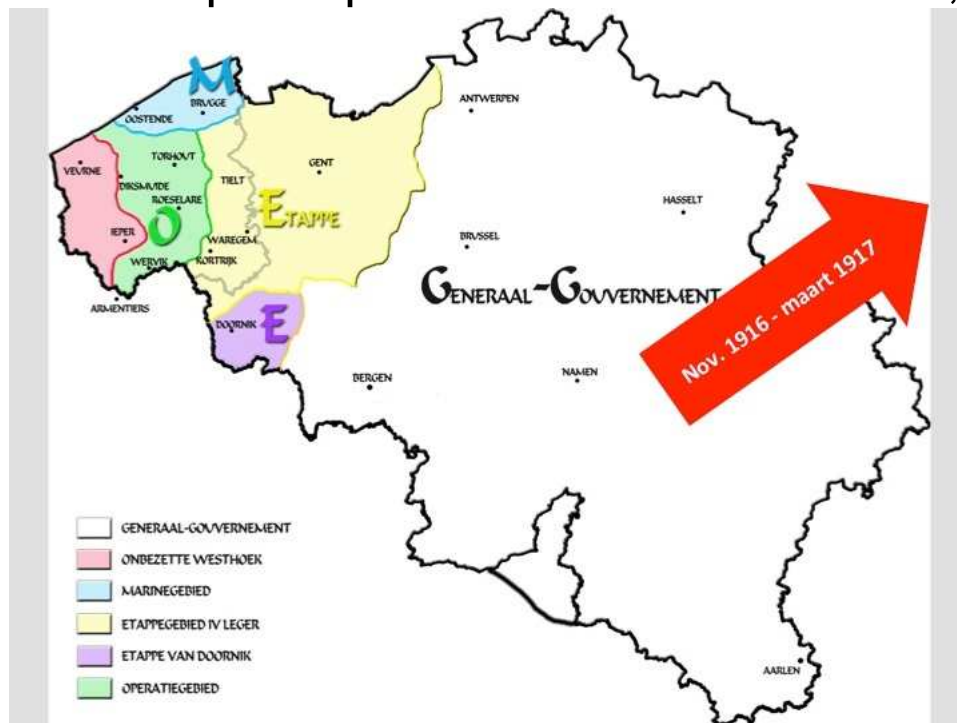 M
BRUGGE
OOSTENDE
ANTWERPEN
VEURNE
TORHOUT
DIKSMUIDE
ROESELARE
TIELT
GENT
HASSELT
O
ETAPPE
IEPER
WAREGEM
BRUSSEL
WERVIK
KORTRIJK
GENERAAL-GOUVERNEMENT
ARMENTIERS
DOORNIK
E
Nov. 1916 - maart 1917
BERGEN
NAMEN
GENERAAL-GOUVERNEMENT
ONBEZETTE WESTHOEK
MARINEGEBIED
ETAPPEGEBIED IV LEGER
ETAPPE VAN DOORNIK
OPERATIEGEBIED
AARLEN